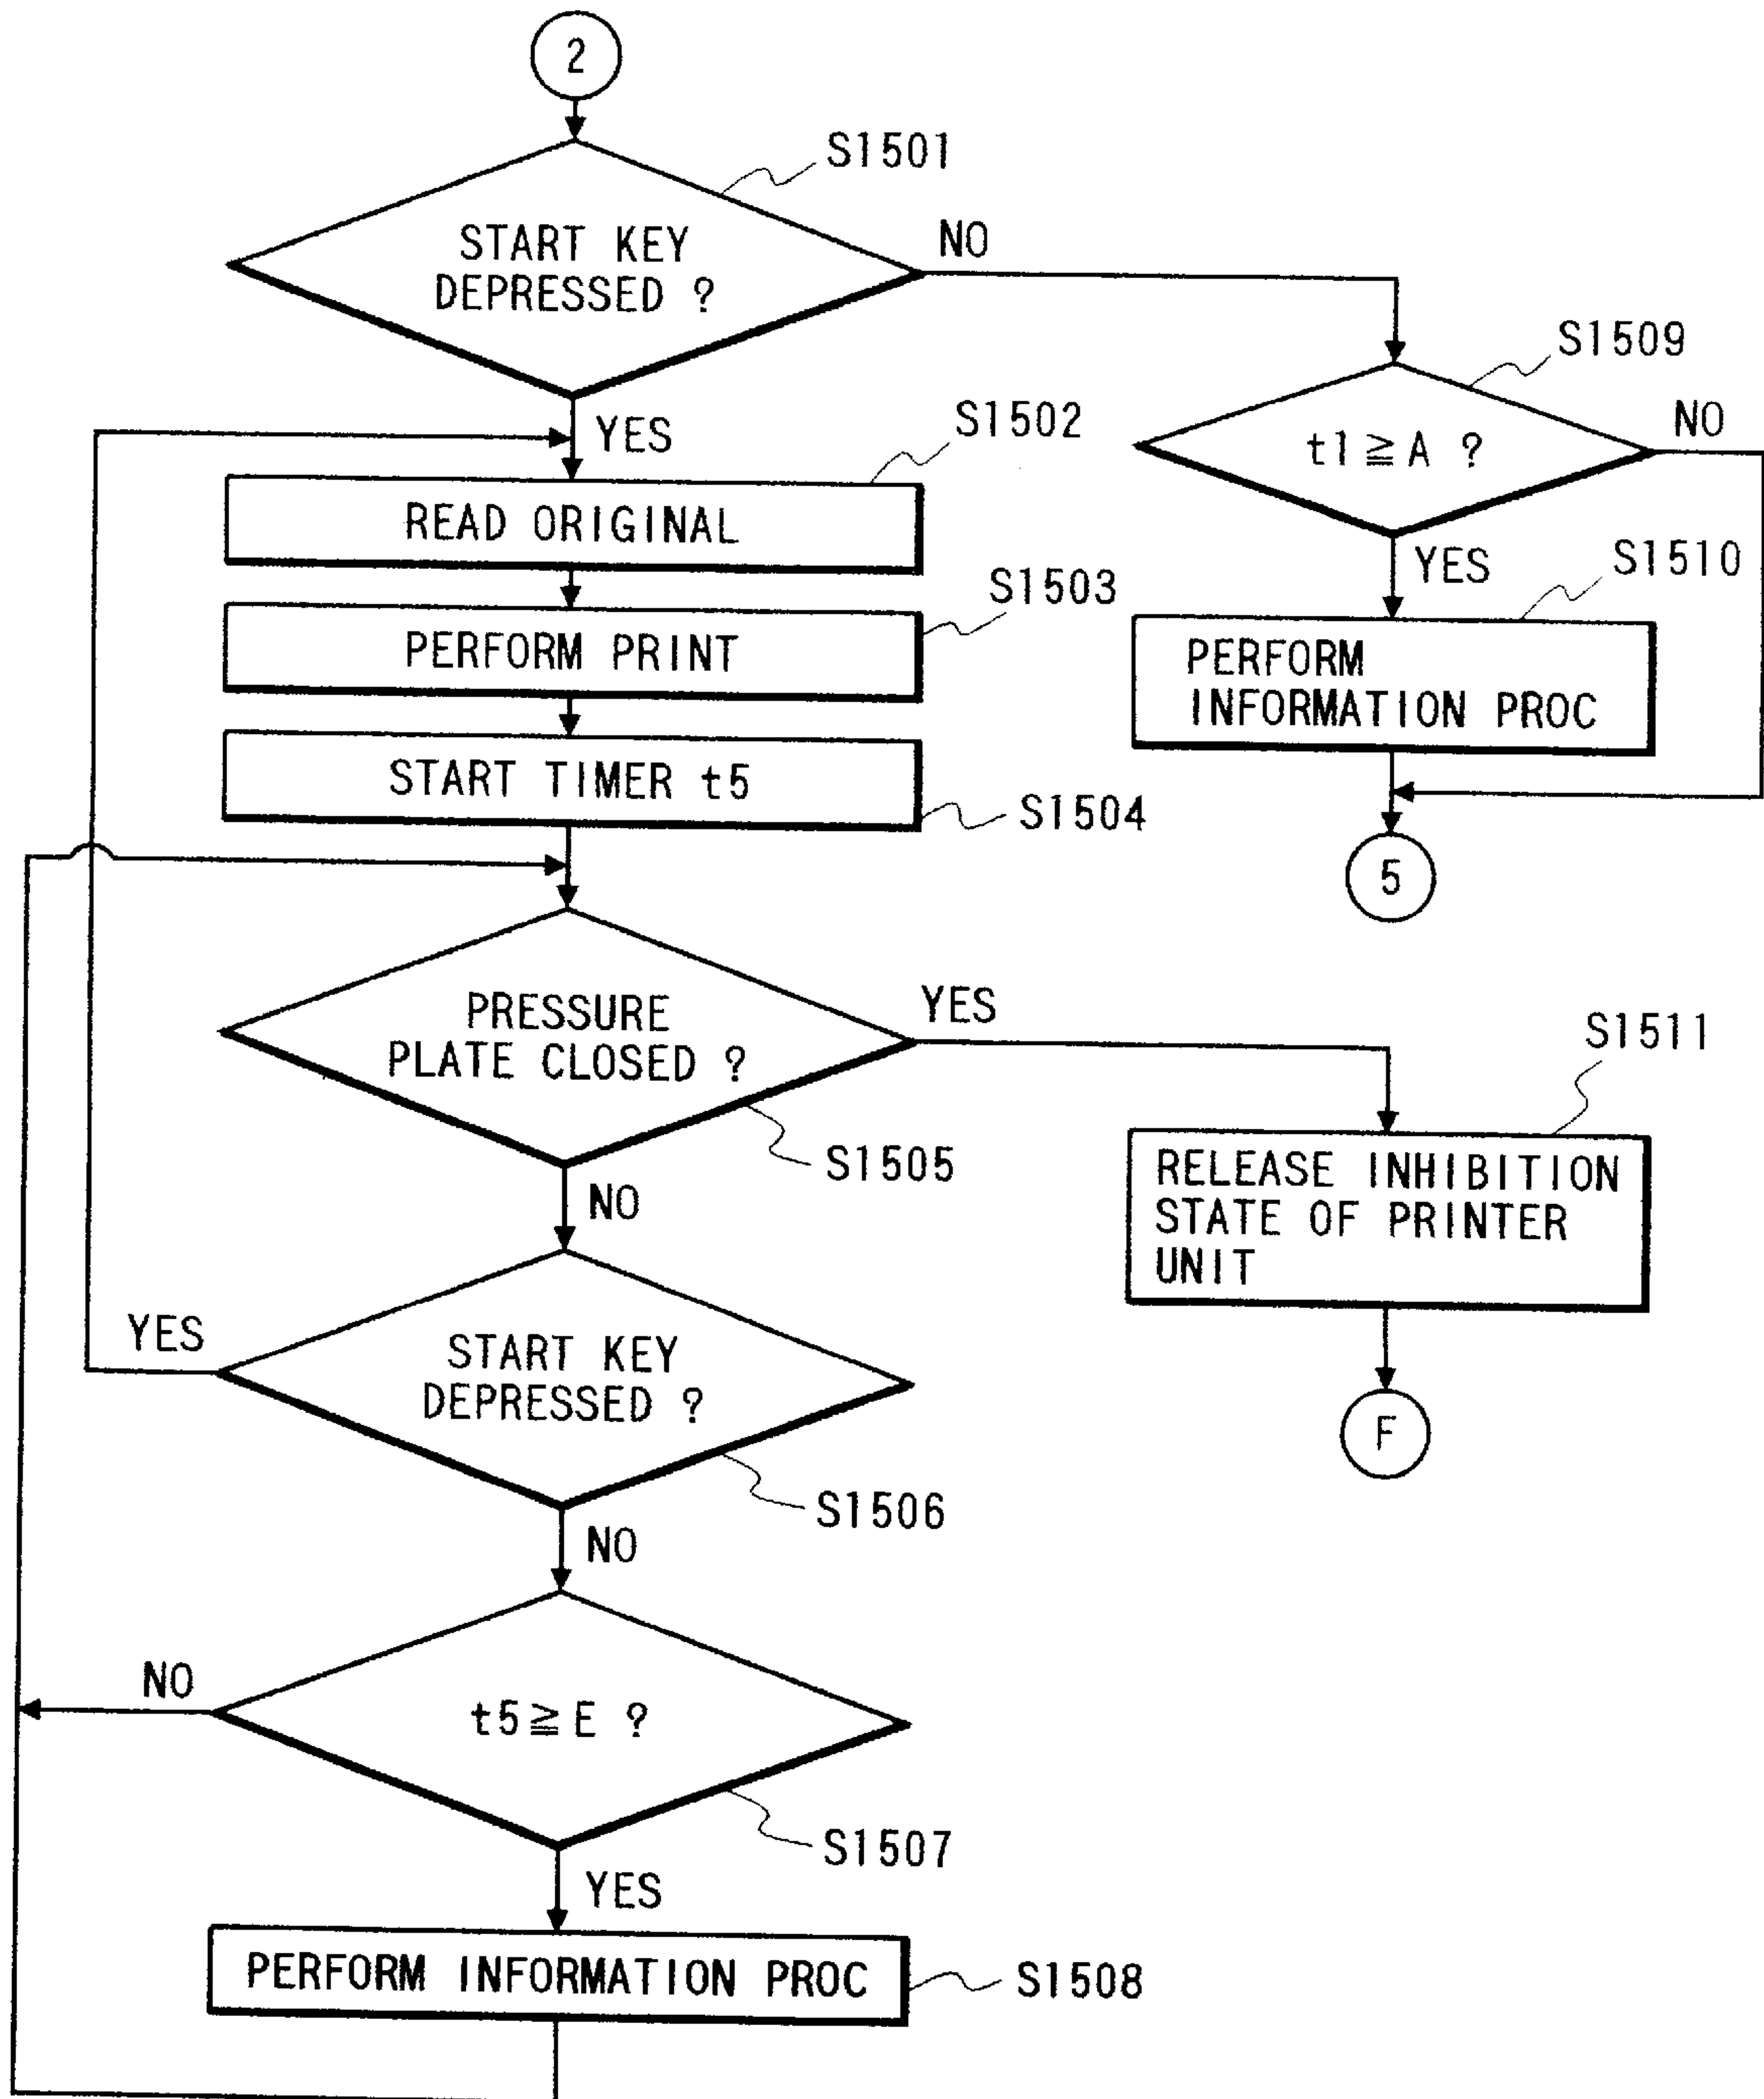 2
S1501
START KEY
DEPRESSED ?
NO
S1509
YES
S1502
t1≧A ?
NO
READ ORIGINAL
YES
S1510
S1503
PERFORM PRINT
PERFORM
INFORMATION PROC
START TIMER t5
S1504
5
PRESSURE
PLATE CLOSED ?
YES
S1511
S1505
NO
RELEASE INHIBITION
STATE OF PRINTER
UNIT
YES
START KEY
DEPRESSED ?
F
S1506
NO
NO
t5≧E ?
S1507
YES
PERFORM INFORMATION PROC
S1508